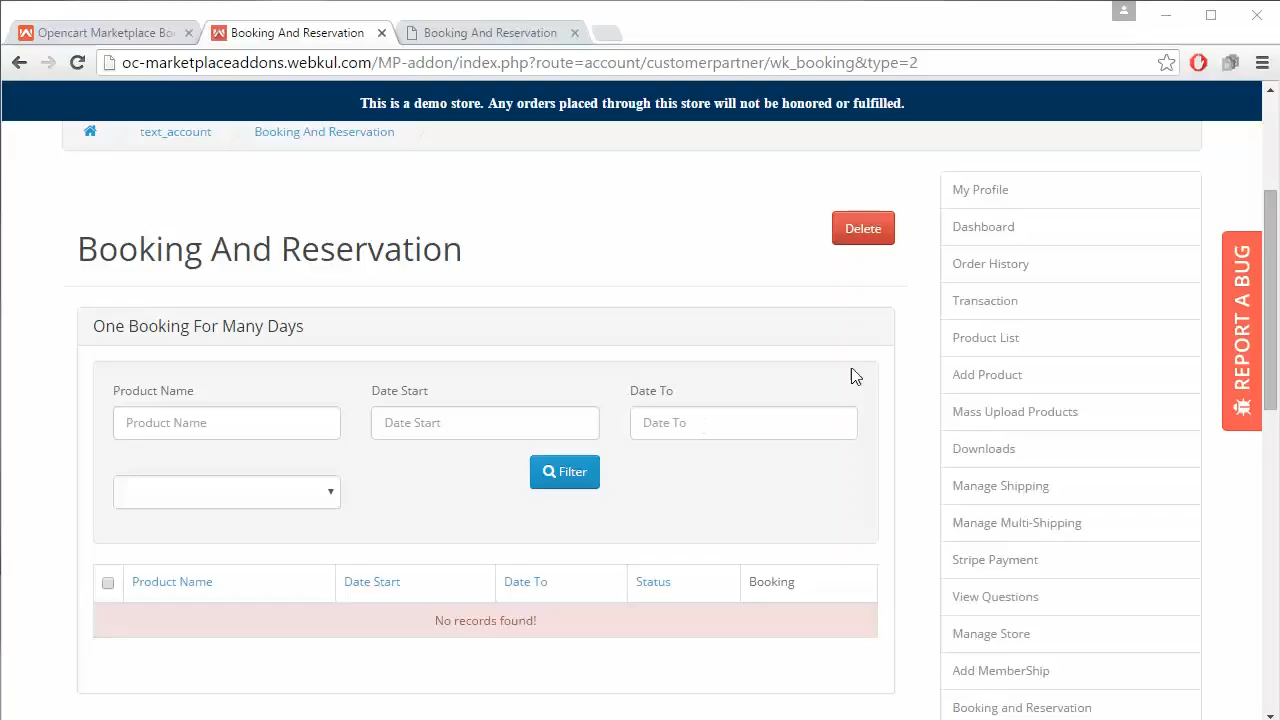 Opencart Marketplace Bo
Booking And Reservation
Booking And Reservation
oc-marketplaceaddons.webkul.com/MP-addon/index.php?route=account/customerpartner/wk_booking&type=2
This is a demo store. Any orders placed through this store will not be honored or fulfilled.
text_account
Booking And Reservation
Booking And Reservation
Delete
One Booking For Many Days
Product Name
Date Start
Date To
Product Name
Date Start
Date To
Filter
Product Name
Date Start
Date To
Status
Booking
No records found!
My Profile
Dashboard
Order History
Transaction
Product List
Add Product
Mass Upload Products
Downloads
Manage Shipping
Manage Multi-Shipping
Stripe Payment
View Questions
Manage Store
Add MemberShip
Booking and Reservation
REPORT A BUG